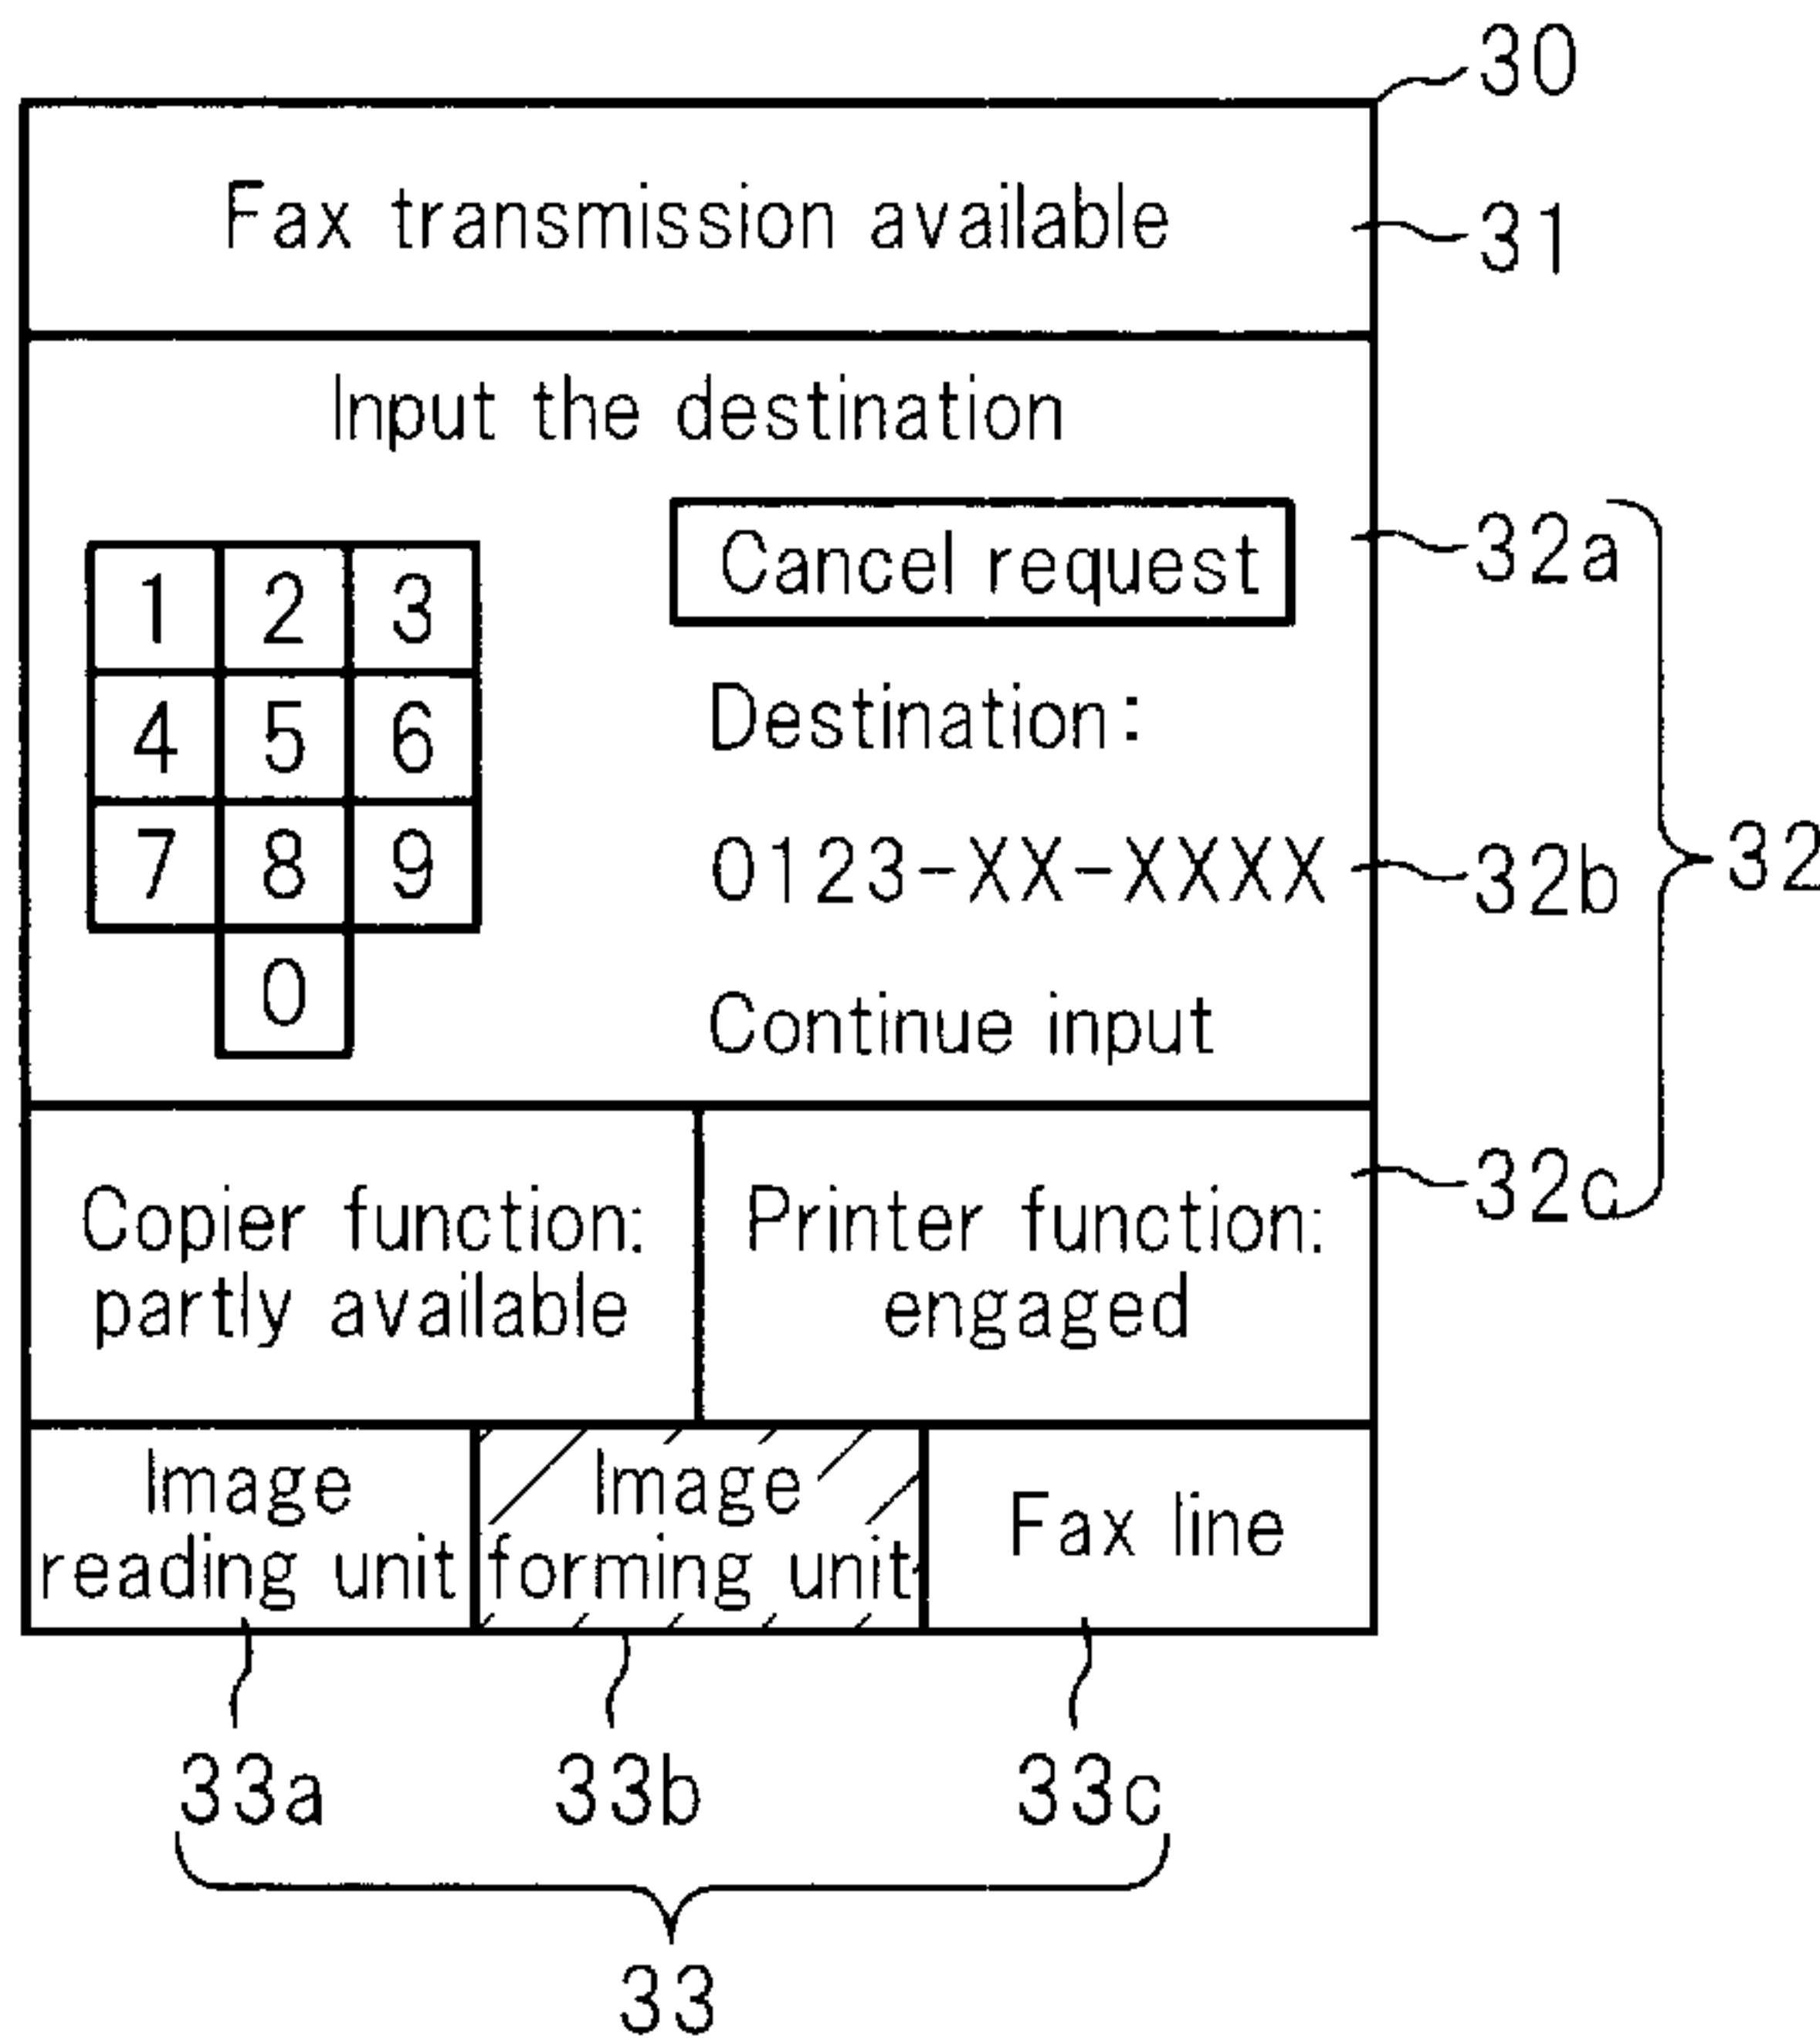 30
Fax transmission available
31
Input the destination
Cancel request
32a
1 2 3
4 5 6
7 8 9
0
Destination:
0123-XX-XXXX
32b
32
Continue input
Copier function:
partly available
Printer function:
engaged
32c
Image
reading unit
Image
forming unit
Fax line
33a 33b 33c
33